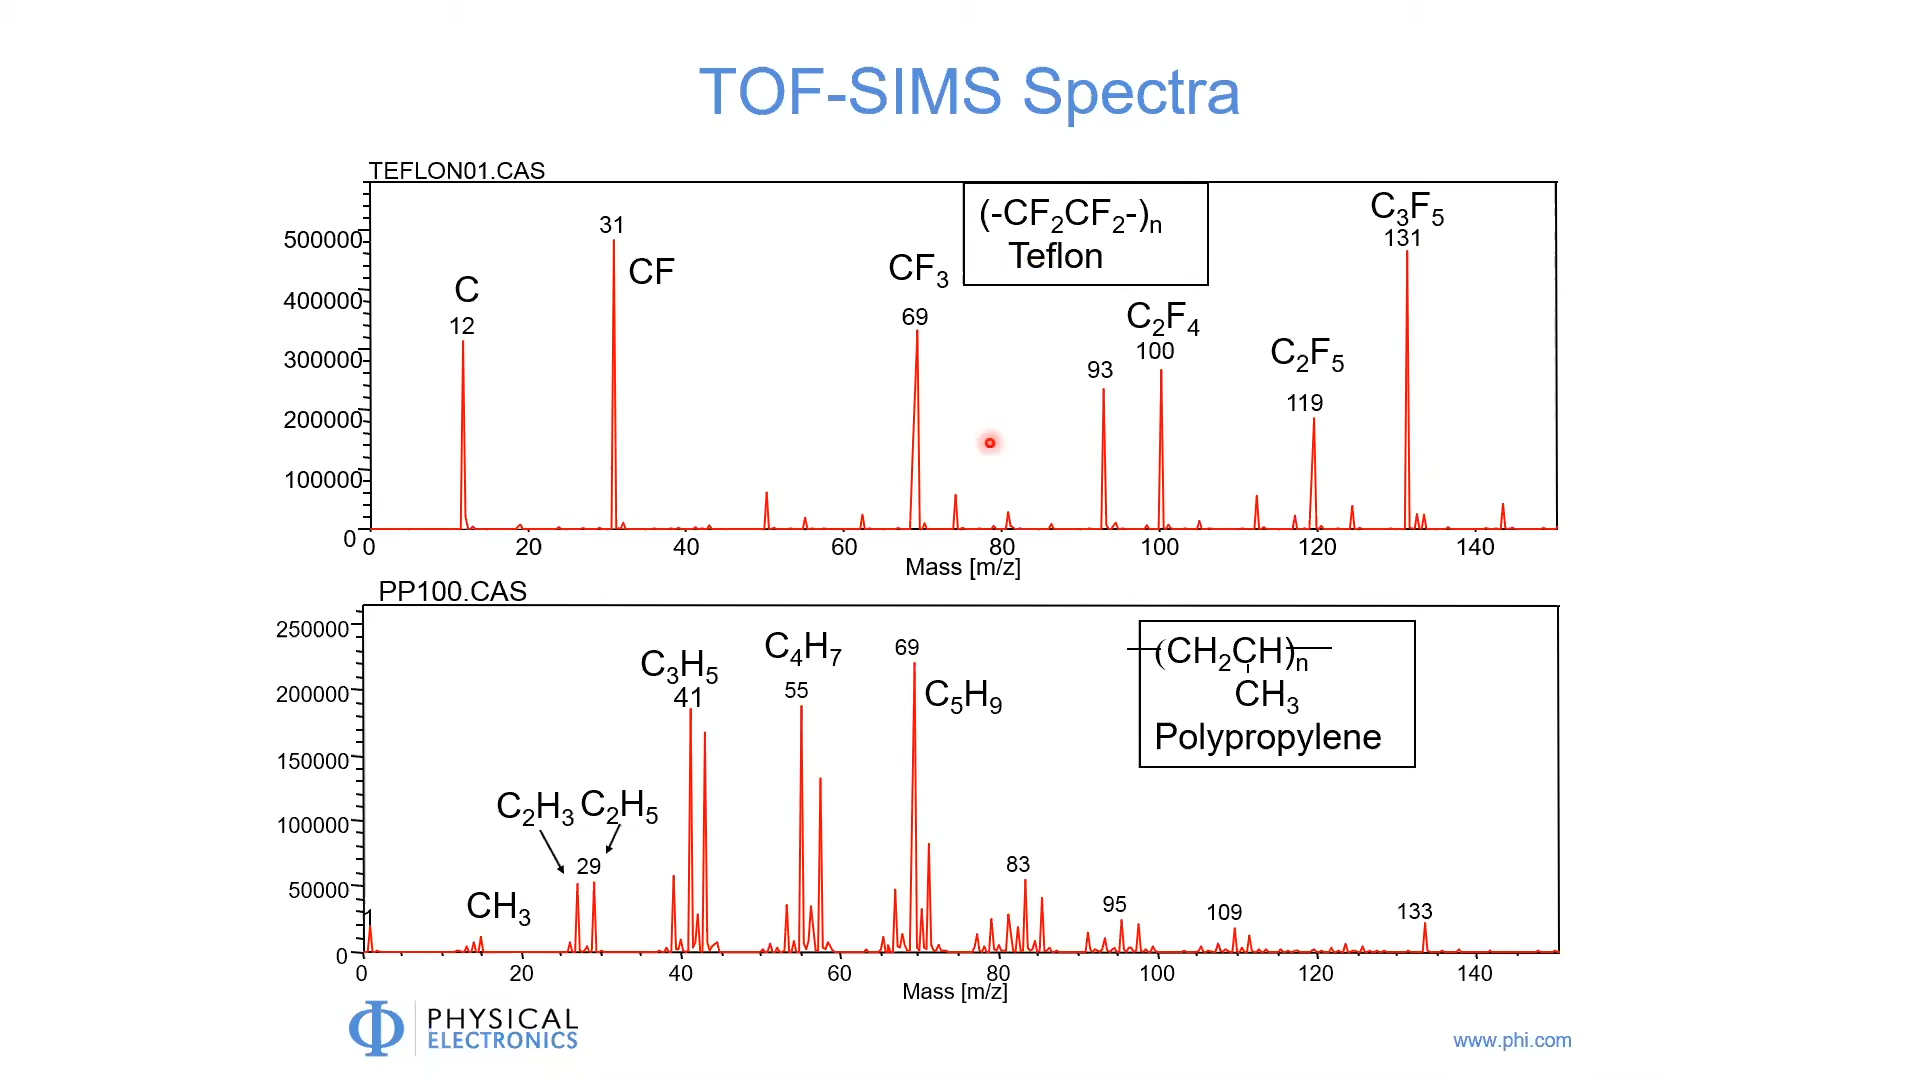 TOF-SIMS Spectra
TEFLON01.CAS
(-CF₂CF₂-)ₙ
Teflon
C₃F₅
131
31
CF
CF₃
69
C
12
C₂F₄
100
93
C₂F₅
119
500000
400000
300000
200000
100000
0
0 20 40 60 80 100 120 140
Mass [m/z]
PP100.CAS
(CH₂CH)ₙ
CH₃
Polypropylene
C₃H₅
41
C₄H₇
55
69
C₅H₉
C₂H₃ C₂H₅
29
CH₃
1
83
95
109
133
250000
200000
150000
100000
50000
0
0 20 40 60 80 100 120 140
Mass [m/z]
PHYSICAL
ELECTRONICS
www.phi.com